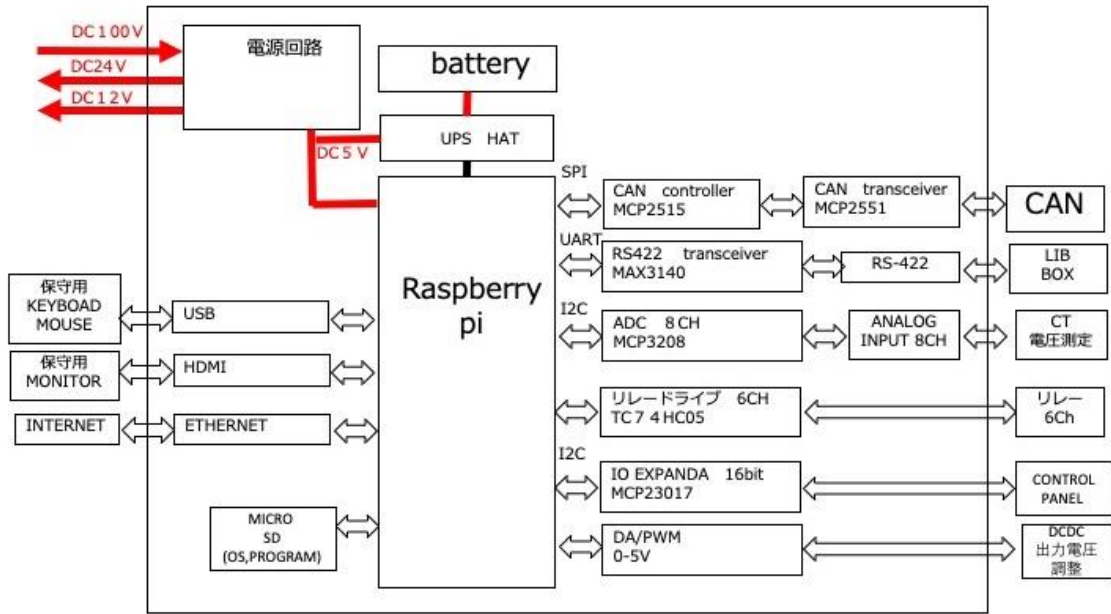 DC100V
DC24V
DC12V
電源回路
battery
UPS HAT
DC5V
Raspberry
pi
SPI
CAN controller
MCP2515
CAN transceiver
MCP2551
CAN
UART
RS422 transceiver
MAX3140
RS-422
LIB
BOX
I2C
ADC 8CH
MCP3208
ANALOG
INPUT 8CH
CT
電圧測定
リレードライブ 6CH
TC74HC05
リレー
6Ch
I2C
IO EXPANDA 16bit
MCP23017
CONTROL
PANEL
DA/PWM
0-5V
DCDC
出力電圧
調整
保守用
KEYBOAD
MOUSE
USB
保守用
MONITOR
HDMI
INTERNET
ETHERNET
MICRO
SD
(OS,PROGRAM)